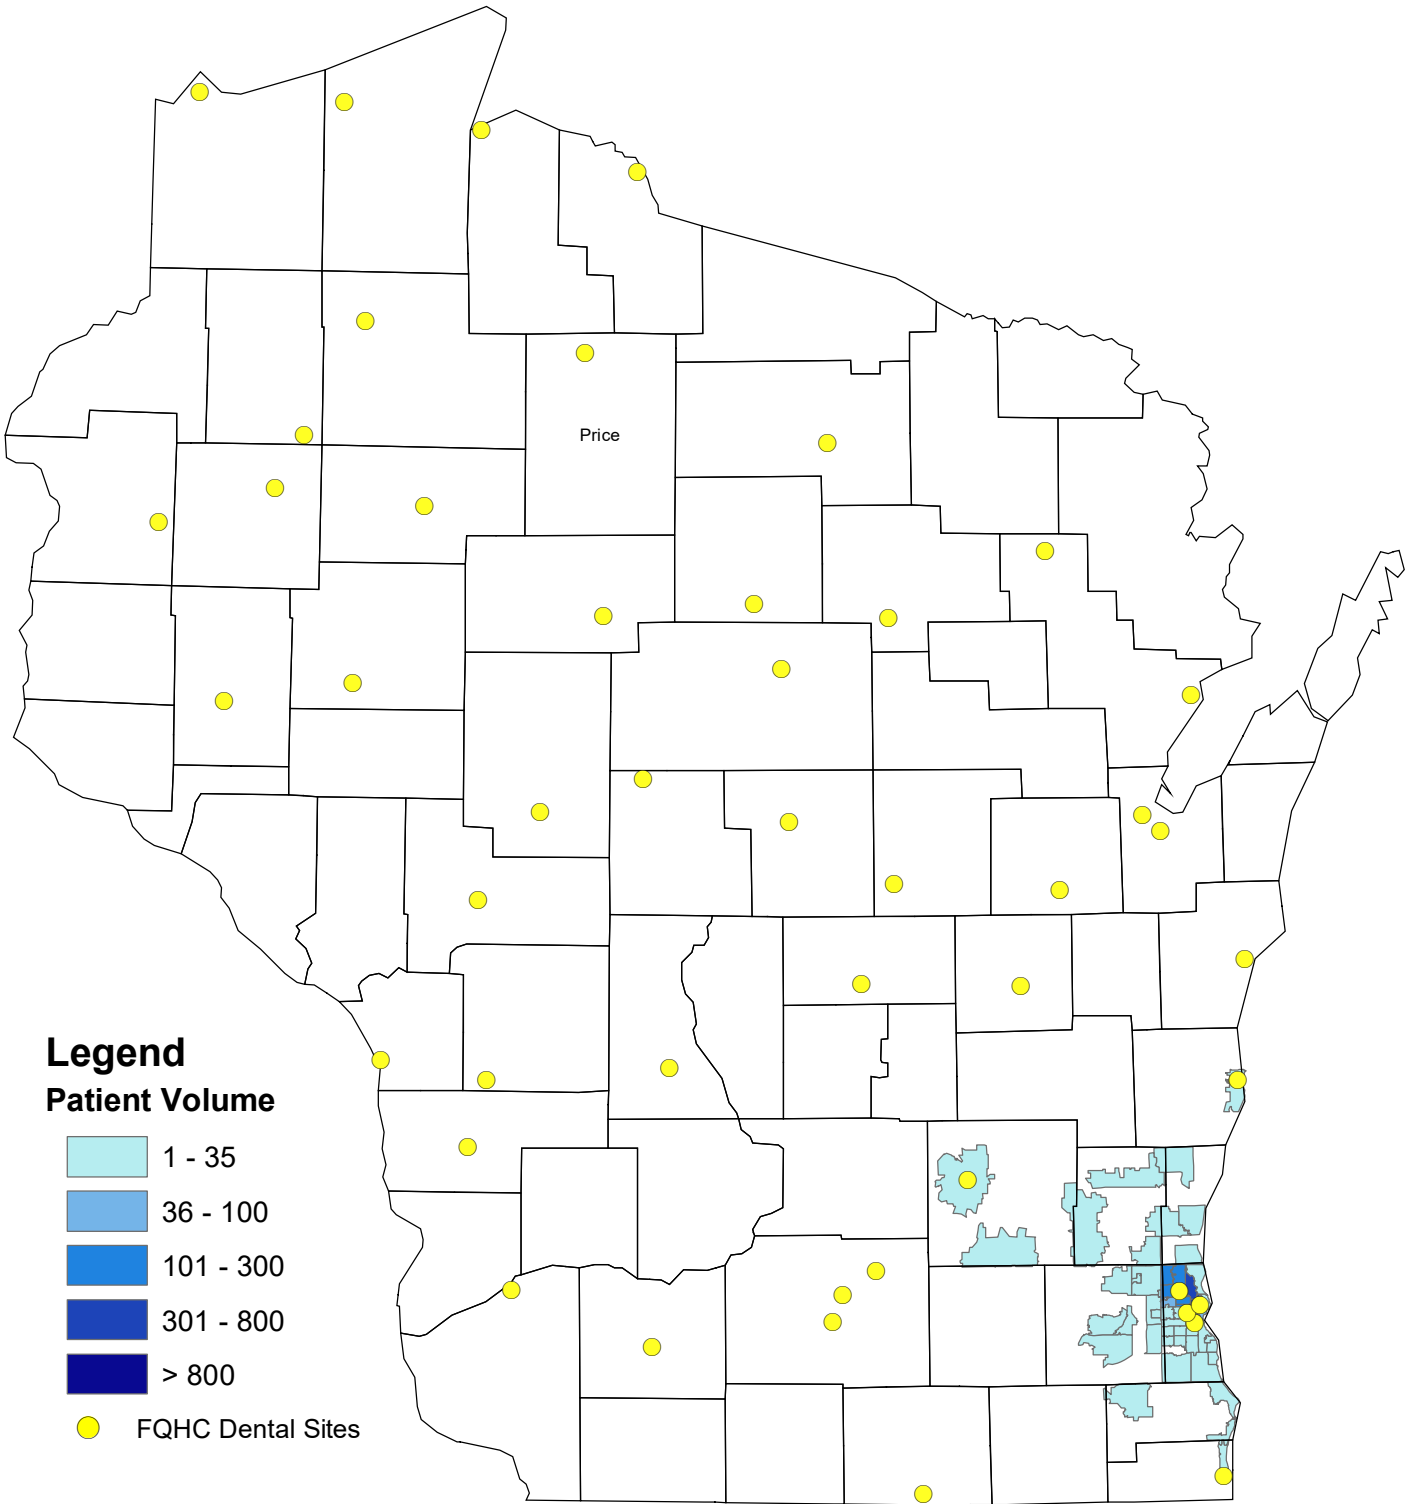 Price
Legend
Patient Volume
1 - 35
36 - 100
101 - 300
301 - 800
> 800
FQHC Dental Sites